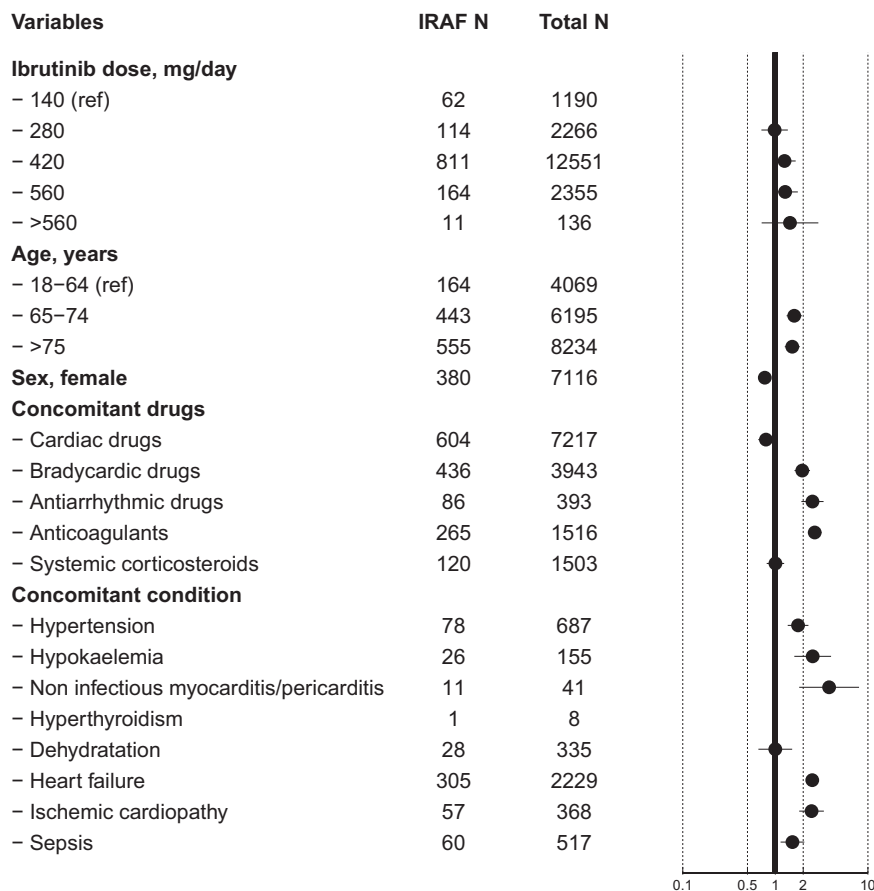 Variables IRAF N Total N
Ibrutinib dose, mg/day
− 140 (ref) 62 1190
− 280 114 2266
− 420 811 12551
− 560 164 2355
− >560 11 136
Age, years
− 18−64 (ref) 164 4069
− 65−74 443 6195
− >75 555 8234
Sex, female 380 7116
Concomitant drugs
− Cardiac drugs 604 7217
− Bradycardic drugs 436 3943
− Antiarrhythmic drugs 86 393
− Anticoagulants 265 1516
− Systemic corticosteroids 120 1503
Concomitant condition
− Hypertension 78 687
− Hypokaelemia 26 155
− Non infectious myocarditis/pericarditis 11 41
− Hyperthyroidism 1 8
− Dehydratation 28 335
− Heart failure 305 2229
− Ischemic cardiopathy 57 368
− Sepsis 60 517
0.1 0.5 1 2 10